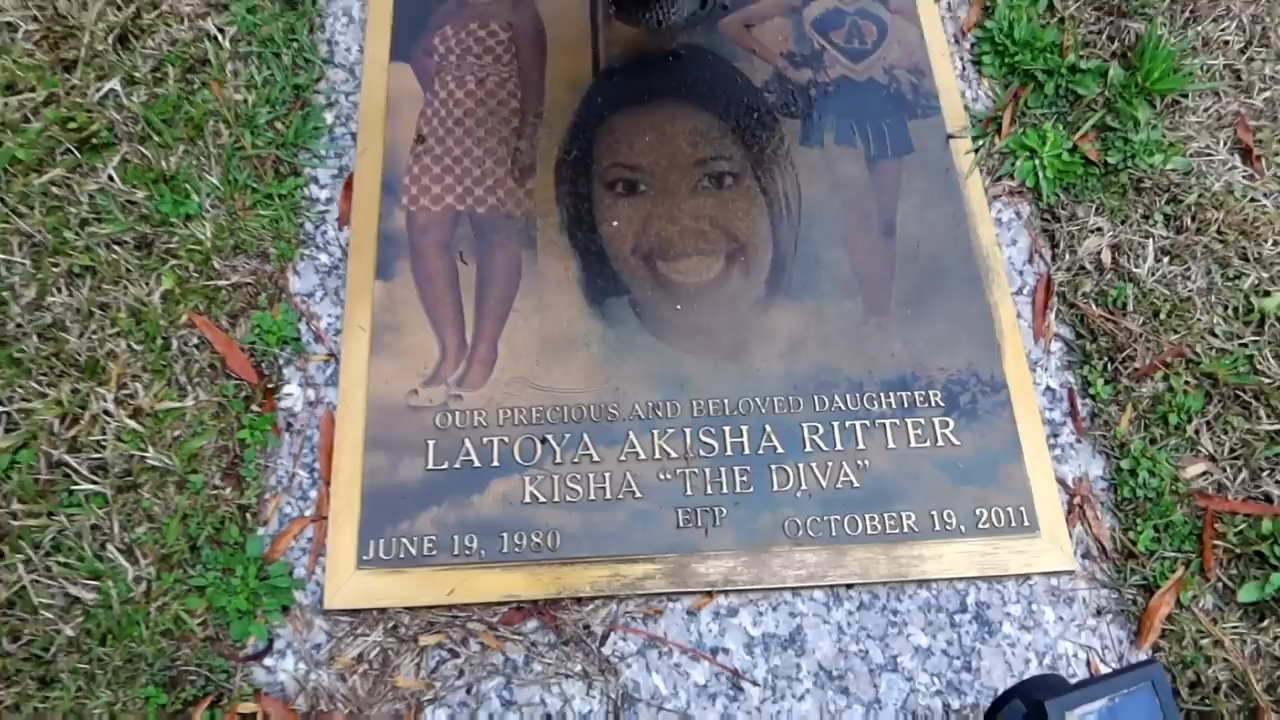 A
OUR PRECIOUS AND BELOVED DAUGHTER
LATOYA AKISHA RITTER
KISHA "THE DIVA"
ΕΓΡ
JUNE 19, 1980 OCTOBER 19, 2011